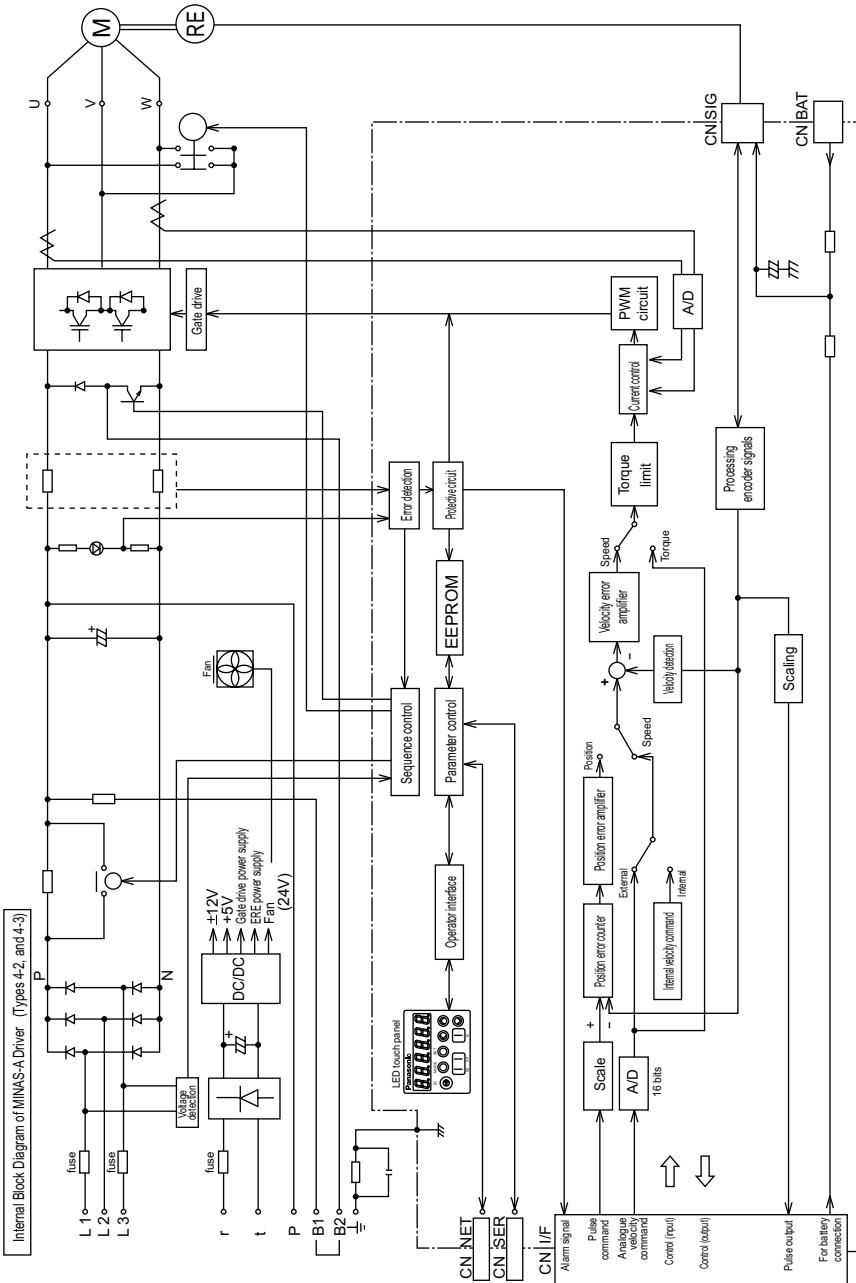 Internal Block Diagram of MINAS-A Driver (Types 4-2, and 4-3)
L1
L2
L3
fuse
fuse
Voltage
detection
P
N
U
V
W
M
RE
Gate drive
r
t
fuse
DC/DC
±12V
+5V
Gate drive power supply
ERE power supply
Fan
(24V)
Fan
P
B1
B2
+
+
Sequence control
Error detection
Protective circuit
EEPROM
Parameter control
Operator interface
LED touch panel
Panasonic
CN NET
CN SER
CN I/F
CN SIG
CN BAT
Alarm signal
Pulse
command
Analogue
velocity
command
Control (input)
Control (output)
Pulse output
For battery
connection
Scale
+
−
A/D
16 bits
Position error counter
Position error amplifier
Position
External
Internal
Internal velocity command
Speed
+
−
Velocity error
amplifier
Velocity detection
Speed
Torque
Torque
limit
Current control
PWM
circuit
A/D
Processing
encoder signals
Scaling